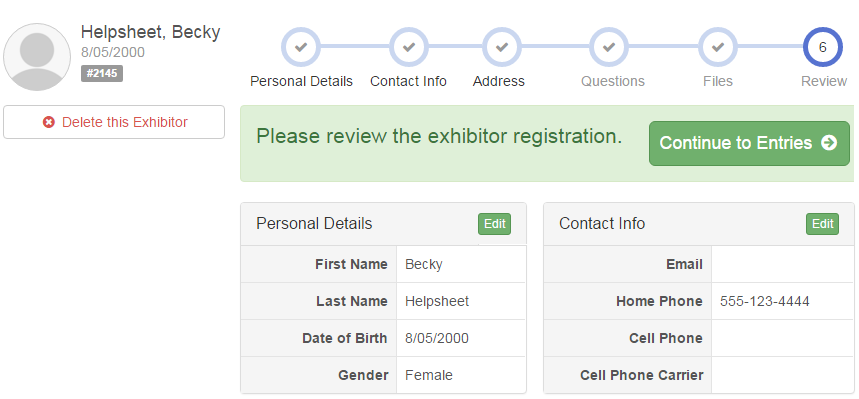 Helpsheet, Becky
8/05/2000
#2145
Delete this Exhibitor
6
Personal Details Contact Info Address Questions Files Review
Please review the exhibitor registration. Continue to Entries
Personal Details Edit
First Name Becky
Last Name Helpsheet
Date of Birth 8/05/2000
Gender Female
Contact Info Edit
Email
Home Phone 555-123-4444
Cell Phone
Cell Phone Carrier